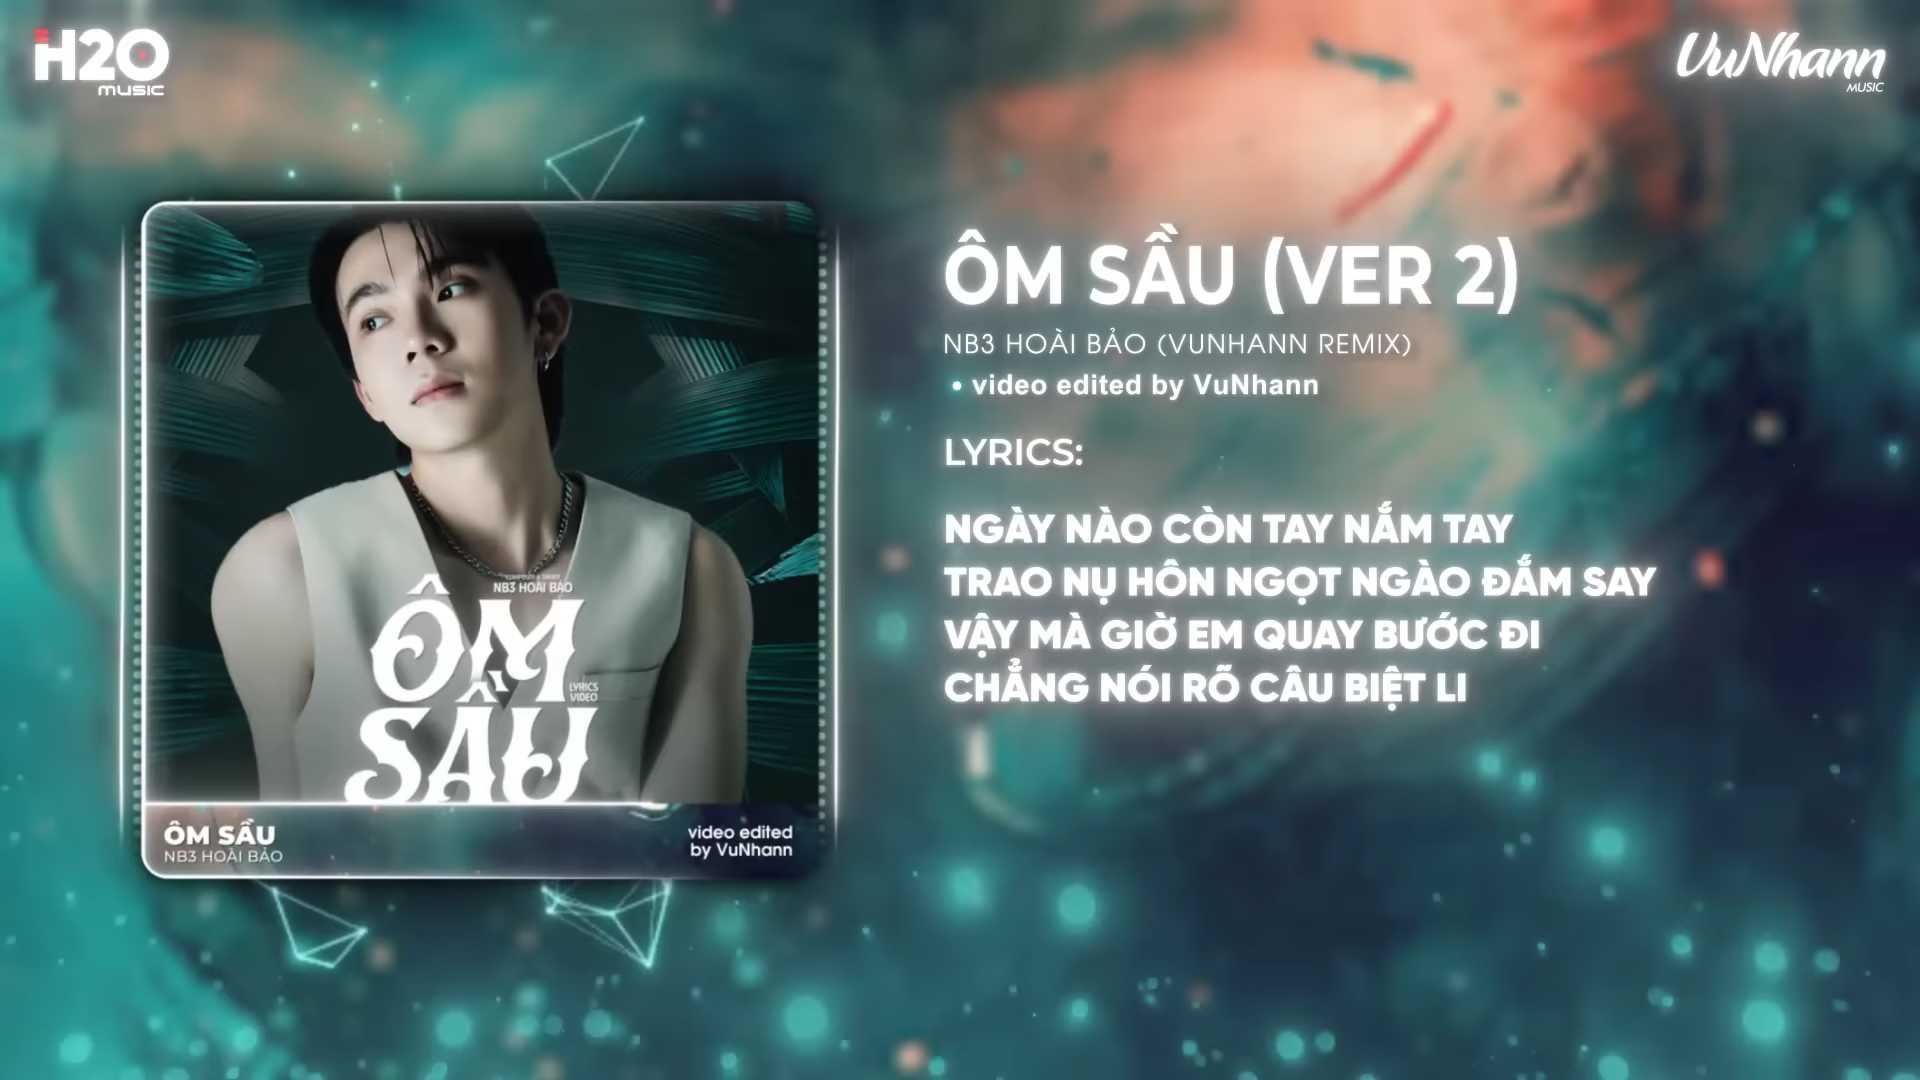 H2O
MUSIC
VuNhann
MUSIC
ÔM SẦU (VER 2)
NB3 HOÀI BẢO (VUNHANN REMIX)
• video edited by VuNhann
LYRICS:
NGÀY NÀO CÒN TAY NẮM TAY
TRAO NỤ HÔN NGỌT NGÀO ĐẮM SAY
VẬY MÀ GIỜ EM QUAY BƯỚC ĐI
CHẲNG NÓI RÕ CÂU BIỆT LI
NB3 HOÀI BẢO
ÔM
LYRICS
VIDEO
SẦU
ÔM SẦU
NB3 HOÀI BẢO
video edited
by VuNhann